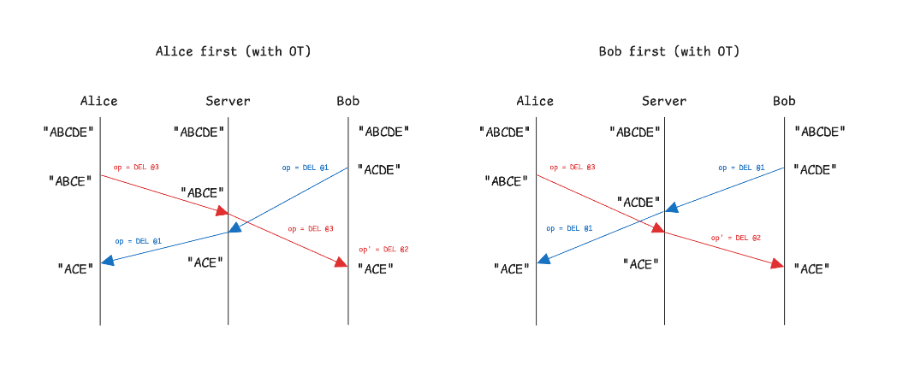 Alice first (with OT)
Alice Server Bob
"ABCDE" "ABCDE" "ABCDE"
op = DEL @3 op = DEL @1 "ACDE"
"ABCE" "ABCE"
op = DEL @1 op = DEL @3 op' = DEL @2
"ACE" "ACE" "ACE"
Bob first (with OT)
Alice Server Bob
"ABCDE" "ABCDE" "ABCDE"
op = DEL @3 op = DEL @1 "ACDE"
"ABCE" "ACDE"
op = DEL @1 op' = DEL @2
"ACE" "ACE" "ACE"